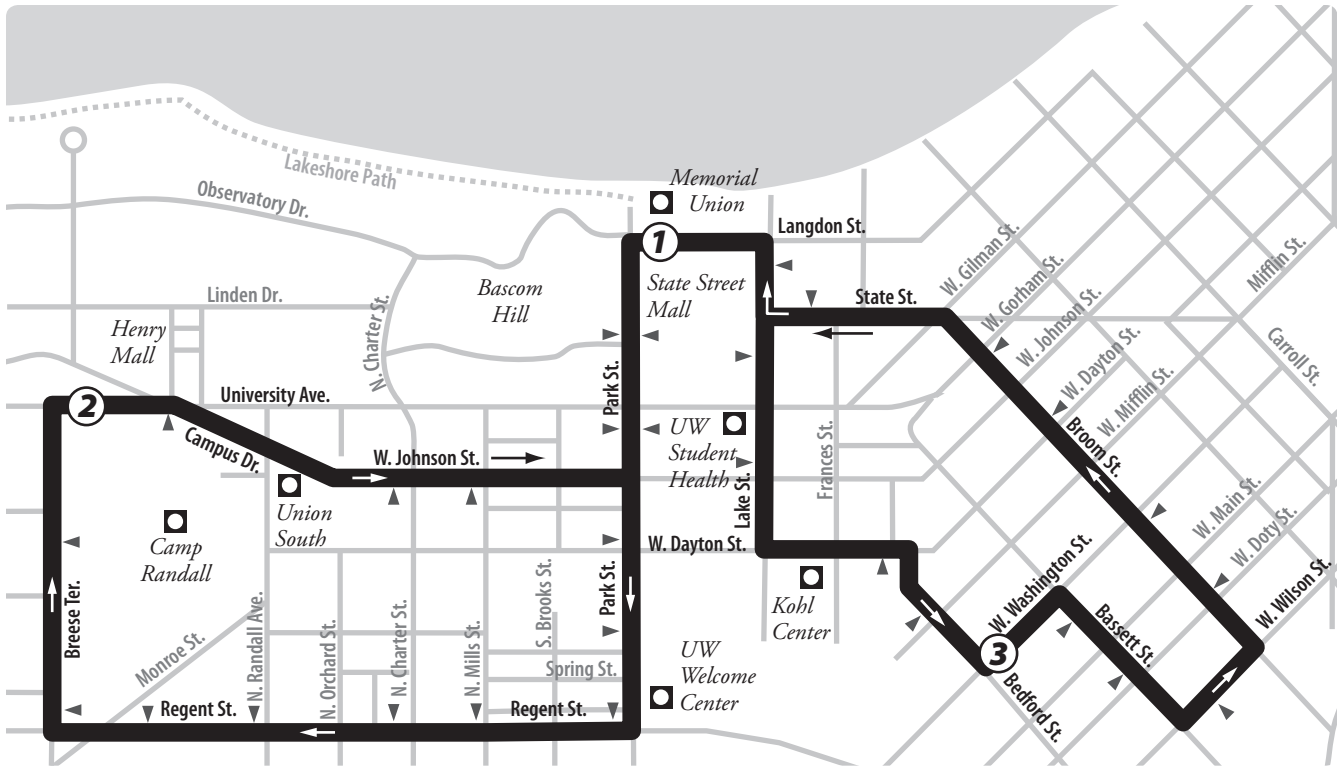 Memorial
Union
Lakeshore Path
Observatory Dr.
1
Langdon St.
W. Gilman St.
Mifflin St.
Linden Dr.
Bascom
Hill
State Street
Mall
State St.
W. Gorham St.
W. Johnson St.
Henry
Mall
N. Charter St.
Park St.
W. Dayton St.
Carroll St.
2
University Ave.
W. Mifflin St.
Campus Dr.
W. Johnson St.
UW
Student
Health
Frances St.
Broom St.
Union
South
Lake St.
W. Main St.
Camp
Randall
W. Dayton St.
W. Doty St.
Breese Ter.
Monroe St.
N. Randall Ave.
N. Orchard St.
N. Charter St.
N. Mills St.
S. Brooks St.
Park St.
Kohl
Center
W. Washington St.
Bassett St.
W. Wilson St.
3
Spring St.
UW
Welcome
Center
Bedford St.
Regent St.
Regent St.